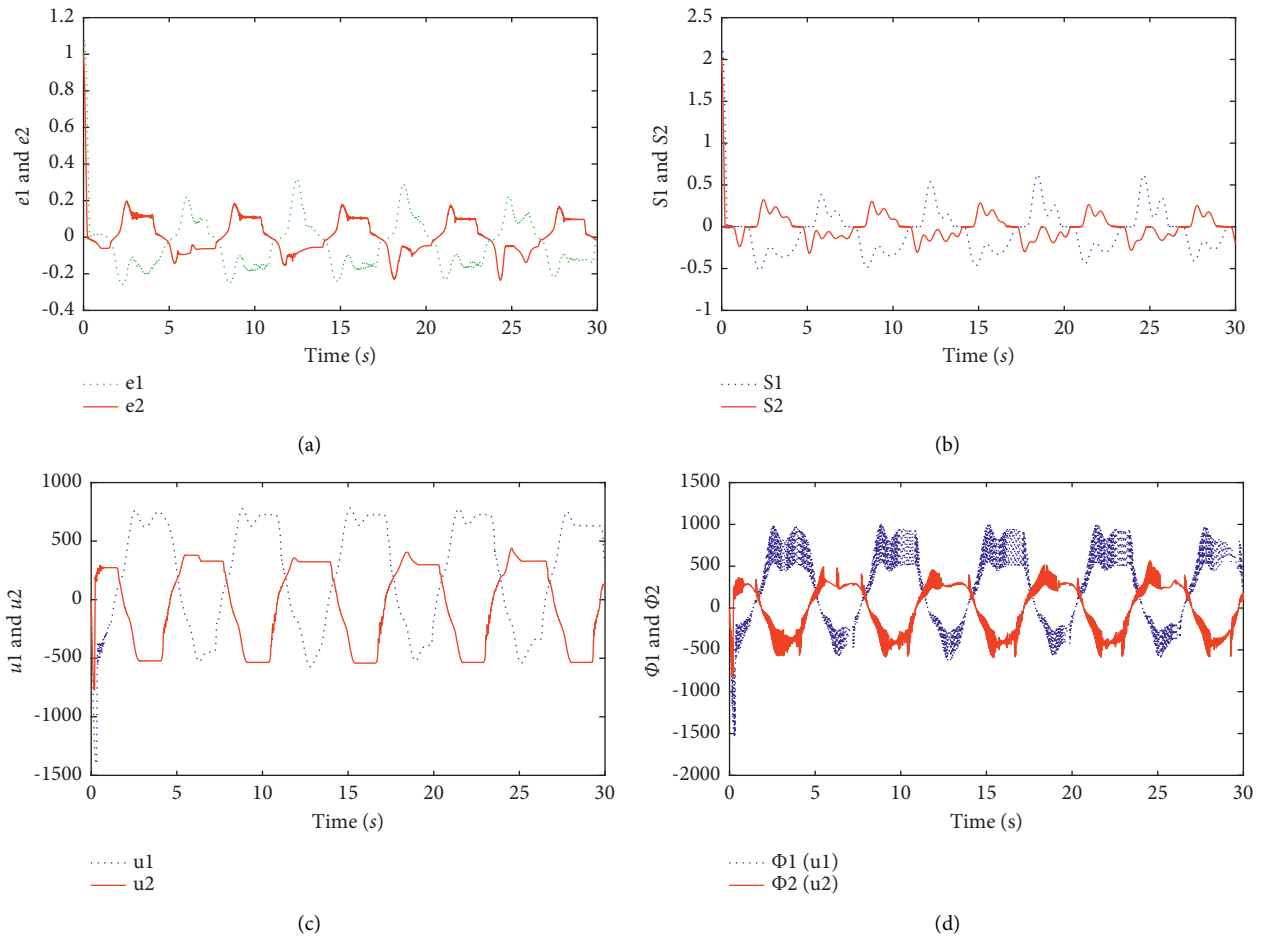 1.2
1
0.8
0.6
0.4
0.2
0
-0.2
-0.4
e1 and e2
0 5 10 15 20 25 30
Time (s)
e1
e2
(a)
2.5
2
1.5
1
0.5
0
-0.5
-1
S1 and S2
0 5 10 15 20 25 30
Time (s)
S1
S2
(b)
1000
500
0
-500
-1000
-1500
u1 and u2
0 5 10 15 20 25 30
Time (s)
u1
u2
(c)
1500
1000
500
0
-500
-1000
-1500
-2000
Φ1 and Φ2
0 5 10 15 20 25 30
Time (s)
Φ1 (u1)
Φ2 (u2)
(d)